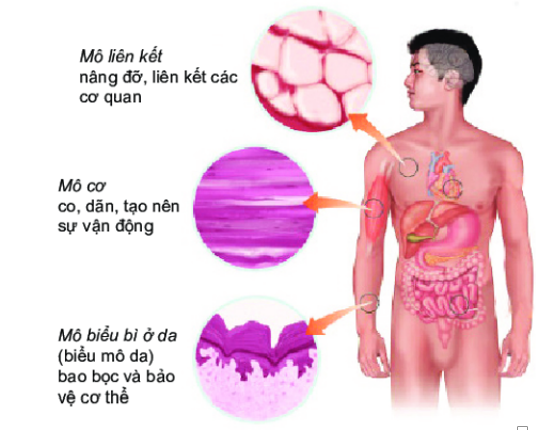 Mô liên kết
nâng đỡ, liên kết các
cơ quan
Mô cơ
co, dãn, tạo nên
sự vận động
Mô biểu bì ở da
(biểu mô da)
bao bọc và bảo
vệ cơ thể